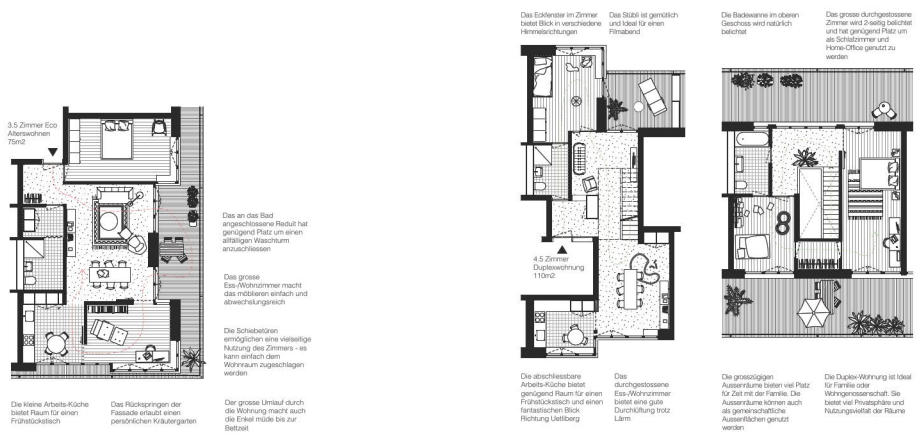 3.5 Zimmer Eco
Alterswohnen
75m2
Das an das Bad
angeschlossene Reduit hat
genügend Platz um einen
allfälligen Waschturm
anzuschliessen
Das grosse
Ess-/Wohnzimmer macht
das möblieren einfach und
abwechslungsreich
Die Schiebetüren
ermöglichen eine vielseitige
Nutzung des Zimmers - es
kann einfach dem
Wohnraum zugeschlagen
werden
Der grosse Umlauf durch
die Wohnung macht auch
die Enkel müde bis zur
Bettzeit
Die kleine Arbeits-Küche
bietet Raum für einen
Frühstückstisch
Das Rückspringen der
Fassade erlaubt einen
persönlichen Kräutergarten
Das Eckfenster im Zimmer
bietet Blick in verschiedene
Himmelsrichtungen
Das Stübli ist gemütlich
und Ideal für einen
Filmabend
4.5 Zimmer
Duplexwohnung
110m2
Die abschliessbare
Arbeits-Küche bietet
genügend Raum für einen
Frühstückstisch und einen
fantastischen Blick
Richtung Uetliberg
Das
durchgestossene
Ess-/Wohnzimmer
bietet eine gute
Durchlüftung trotz
Lärm
Die Badewanne im oberen
Geschoss wird natürlich
belichtet
Das grosse durchgestossene
Zimmer wird 2-seitig belichtet
und hat genügend Platz um
als Schlafzimmer und
Home-Office genutzt zu
werden
Die grosszügigen
Aussenräume bieten viel Platz
für Zeit mit der Familie. Die
Aussenräume können auch
als gemeinschaftliche
Aussenflächen genutzt
werden
Die Duplex-Wohnung ist Ideal
für Familie oder
Wohngenossenschaft. Sie
bietet viel Privatsphäre und
Nutzungsvielfalt der Räume